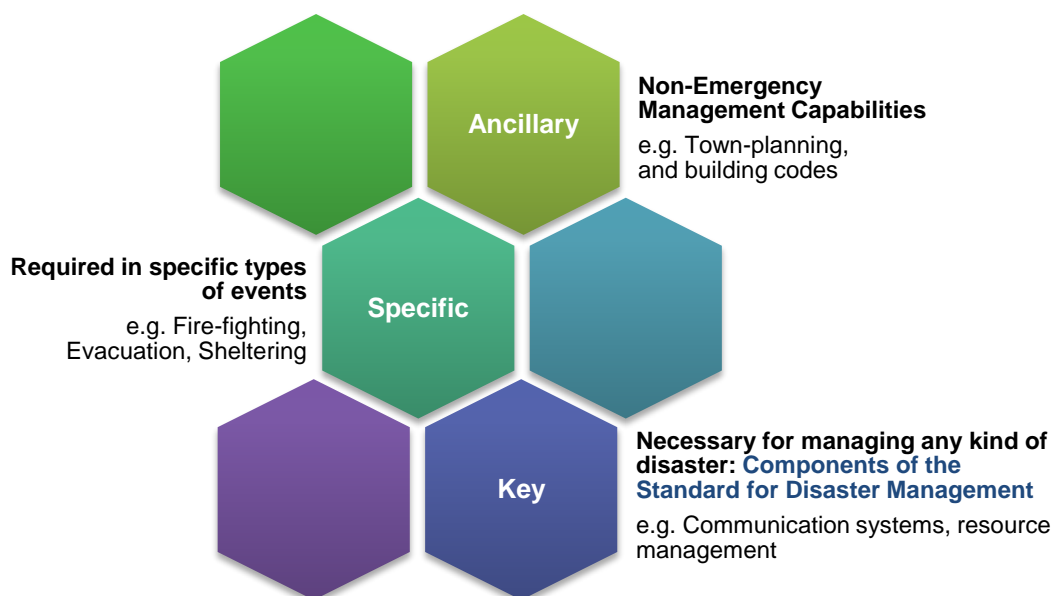 Ancillary
Non-Emergency
Management Capabilities
e.g. Town-planning,
and building codes
Required in specific types
of events
e.g. Fire-fighting,
Evacuation, Sheltering
Specific
Key
Necessary for managing any kind of
disaster: Components of the
Standard for Disaster Management
e.g. Communication systems, resource
management